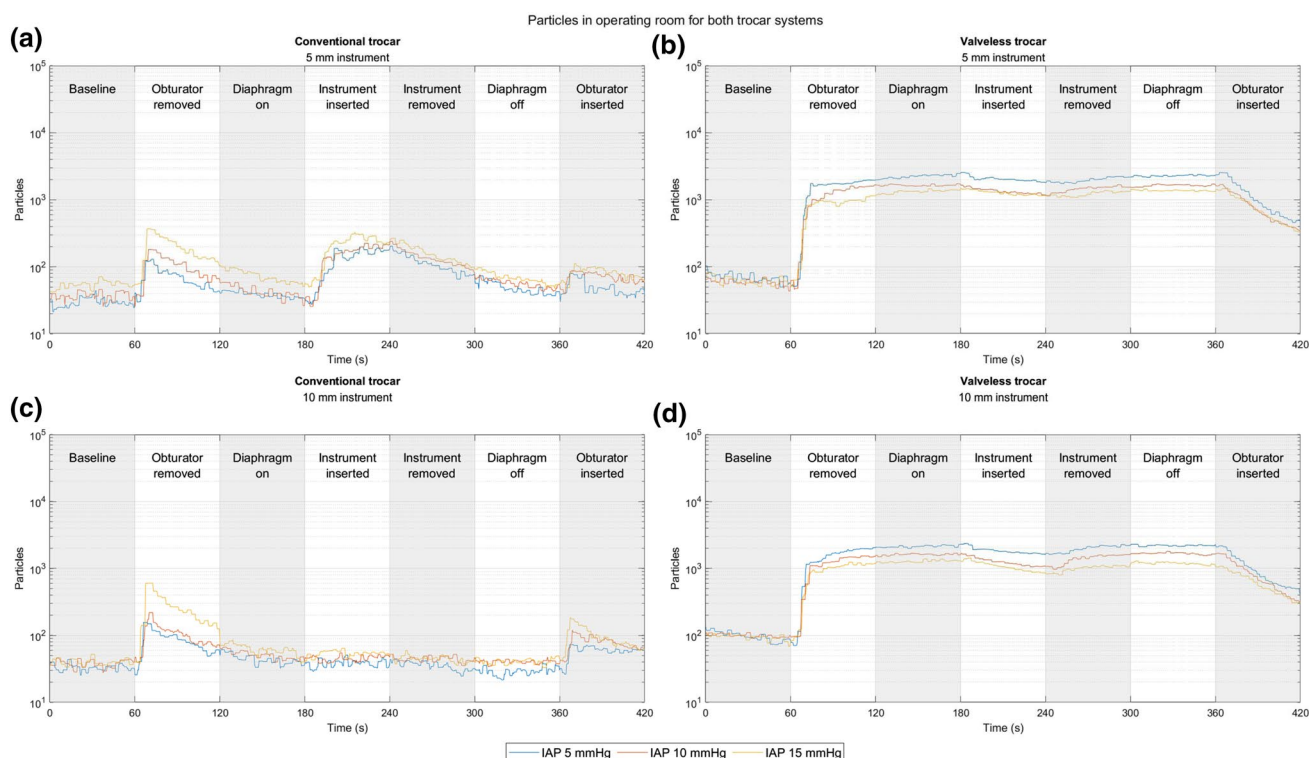 Particles in operating room for both trocar systems
(a)
Conventional trocar
5 mm instrument
10^5
10^4
10^3
10^2
10^1
Particles
Baseline
Obturator removed
Diaphragm on
Instrument inserted
Instrument removed
Diaphragm off
Obturator inserted
0 60 120 180 240 300 360 420
Time (s)
(b)
Valveless trocar
5 mm instrument
10^5
10^4
10^3
10^2
10^1
Particles
Baseline
Obturator removed
Diaphragm on
Instrument inserted
Instrument removed
Diaphragm off
Obturator inserted
0 60 120 180 240 300 360 420
Time (s)
(c)
Conventional trocar
10 mm instrument
10^5
10^4
10^3
10^2
10^1
Particles
Baseline
Obturator removed
Diaphragm on
Instrument inserted
Instrument removed
Diaphragm off
Obturator inserted
0 60 120 180 240 300 360 420
Time (s)
(d)
Valveless trocar
10 mm instrument
10^5
10^4
10^3
10^2
10^1
Particles
Baseline
Obturator removed
Diaphragm on
Instrument inserted
Instrument removed
Diaphragm off
Obturator inserted
0 60 120 180 240 300 360 420
Time (s)
IAP 5 mmHg IAP 10 mmHg IAP 15 mmHg